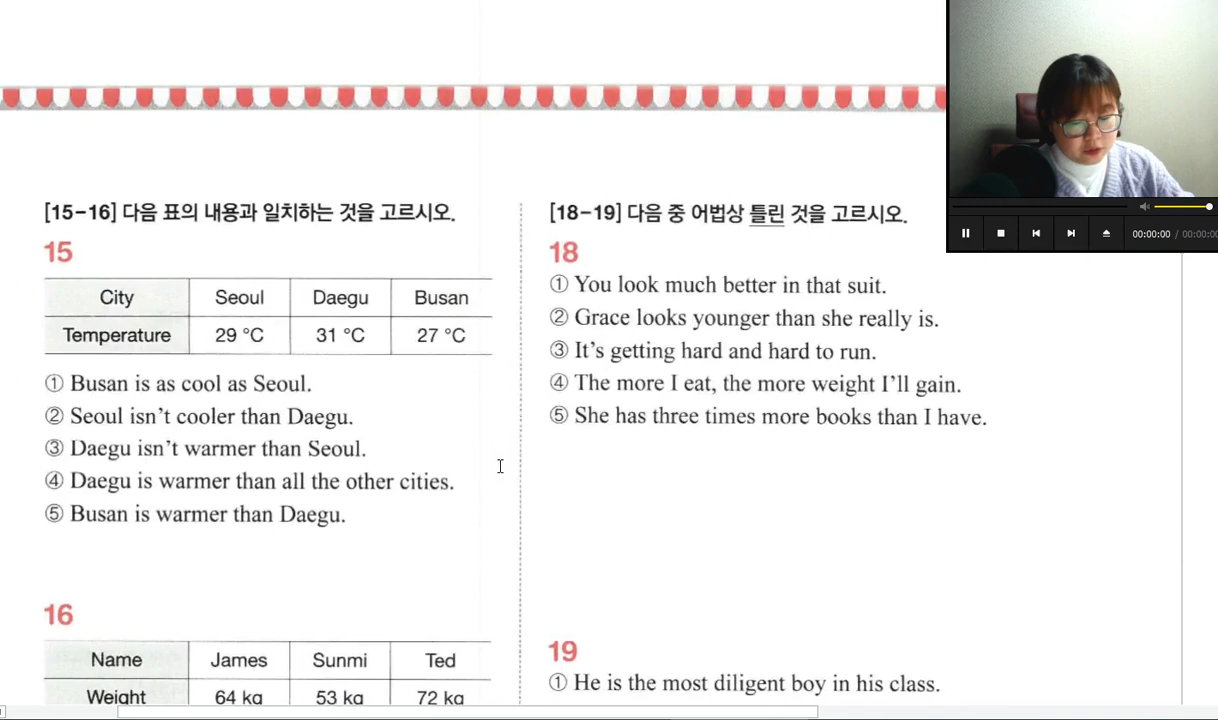 [15-16] 다음 표의 내용과 일치하는 것을 고르시오.
15
City Seoul Daegu Busan
Temperature 29 °C 31 °C 27 °C
① Busan is as cool as Seoul.
② Seoul isn't cooler than Daegu.
③ Daegu isn't warmer than Seoul.
④ Daegu is warmer than all the other cities.
⑤ Busan is warmer than Daegu.
16
Name James Sunmi Ted
Weight 64 kg 53 kg 72 kg
[18-19] 다음 중 어법상 틀린 것을 고르시오.
18
① You look much better in that suit.
② Grace looks younger than she really is.
③ It's getting hard and hard to run.
④ The more I eat, the more weight I'll gain.
⑤ She has three times more books than I have.
19
① He is the most diligent boy in his class.
00:00:00 / 00:00:00